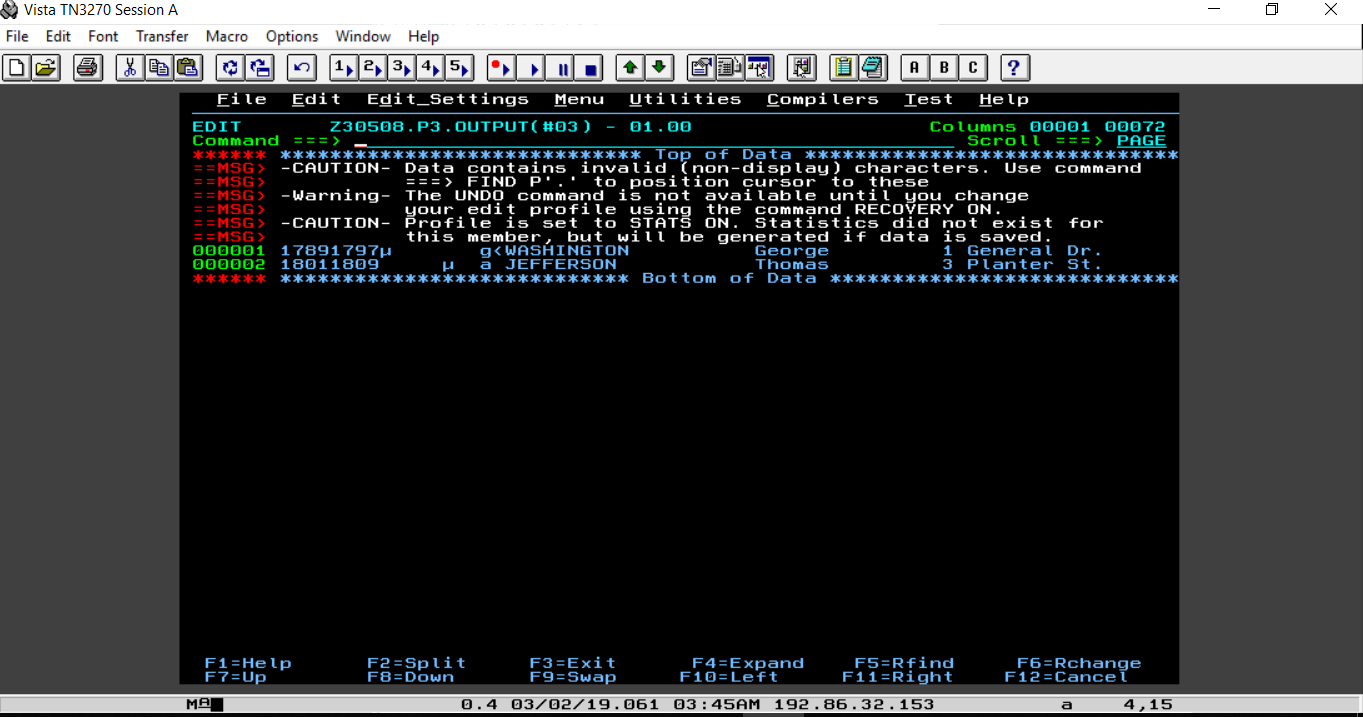 Vista TN3270 Session A
File Edit Font Transfer Macro Options Window Help
1 2 3 4 5 A B C ?
File Edit Edit_Settings Menu Utilities Compilers Test Help
EDIT Z30508.P3.OUTPUT(#03) - 01.00 Columns 00001 00072
Command ===> Scroll ===> PAGE
****** ***************************** Top of Data ******************************
==MSG> -CAUTION- Data contains invalid (non-display) characters. Use command
==MSG> ===> FIND P'.' to position cursor to these
==MSG> -Warning- The UNDO command is not available until you change
==MSG> your edit profile using the command RECOVERY ON.
==MSG> -CAUTION- Profile is set to STATS ON. Statistics did not exist for
==MSG> this member, but will be generated if data is saved.
000001 17891797µ g<WASHINGTON George 1 General Dr.
000002 18011809 µ a JEFFERSON Thomas 3 Planter St.
****** **************************** Bottom of Data ****************************
F1=Help F2=Split F3=Exit F4=Expand F5=Rfind F6=Rchange
F7=Up F8=Down F9=Swap F10=Left F11=Right F12=Cancel
MA 0.4 03/02/19.061 03:45AM 192.86.32.153 a 4,15